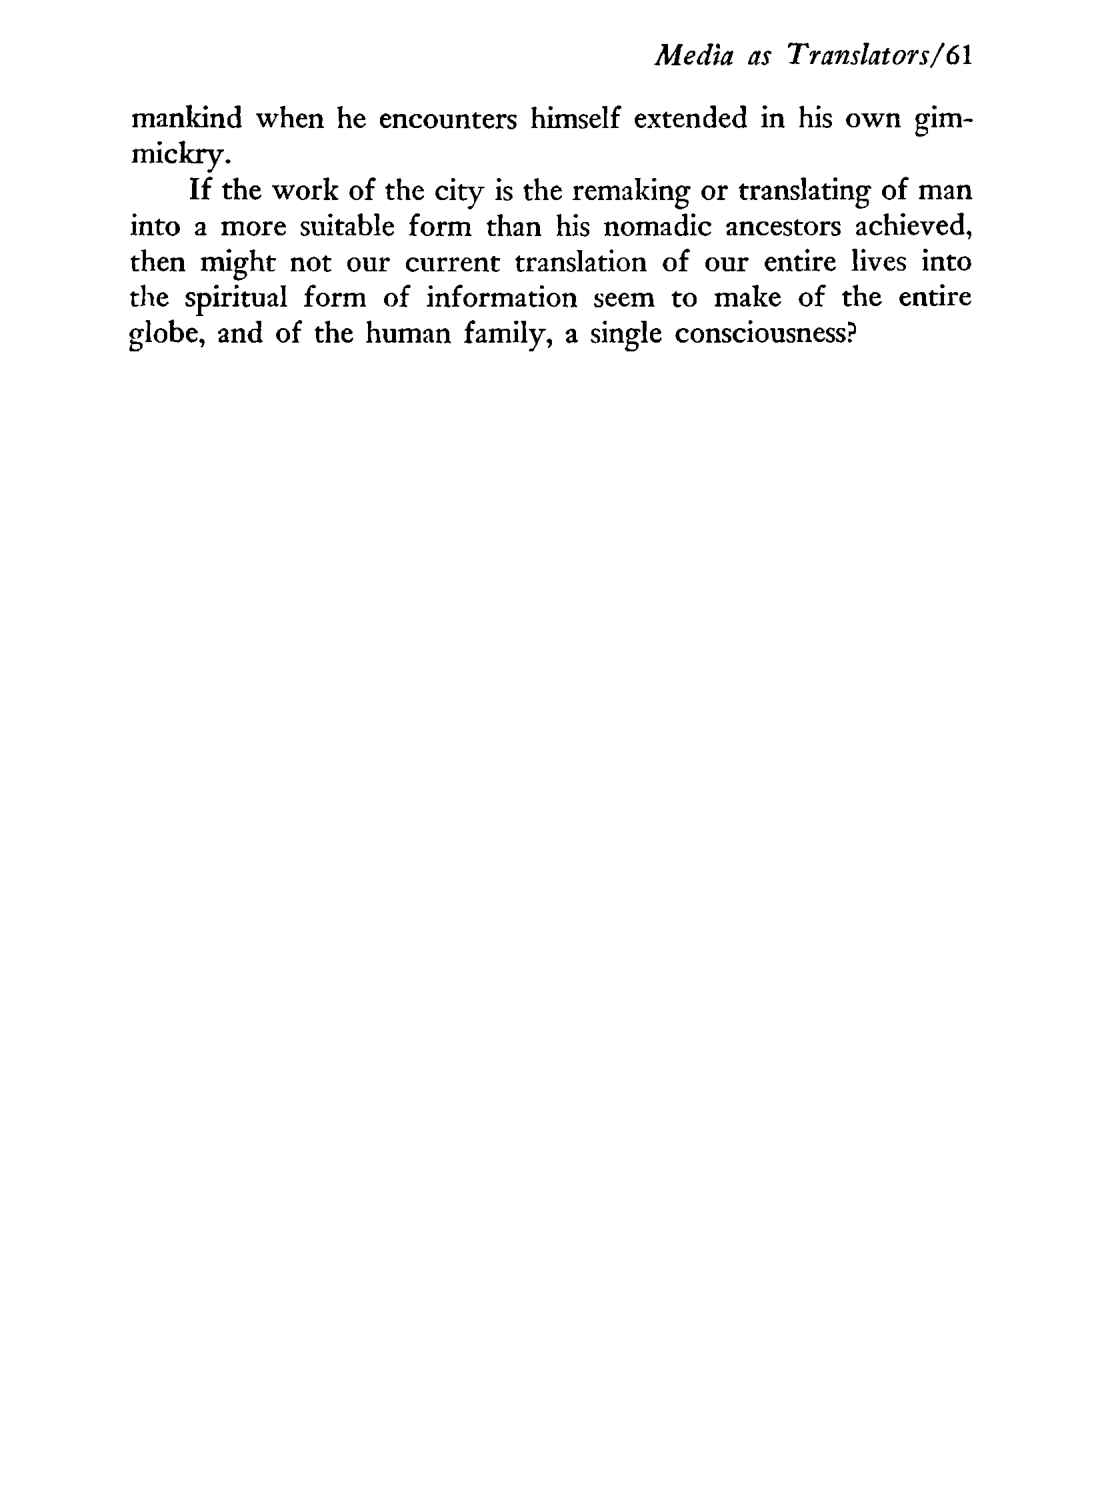 Media as Translators/61
mankind when he encounters himself extended in his own gim-
mickry.
If the work of the city is the remaking or translating of man
into a more suitable form than his nomadic ancestors achieved,
then might not our current translation of our entire lives into
the spiritual form of information seem to make of the entire
globe, and of the human family, a single consciousness?